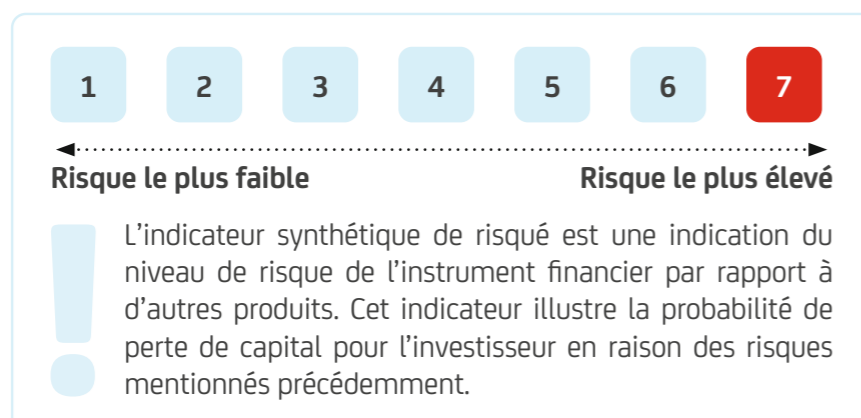 1 2 3 4 5 6 7
Risque le plus faible Risque le plus élevé
L’indicateur synthétique de risqué est une indication du
niveau de risque de l’instrument financier par rapport à
d’autres produits. Cet indicateur illustre la probabilité de
perte de capital pour l’investisseur en raison des risques
mentionnés précédemment.